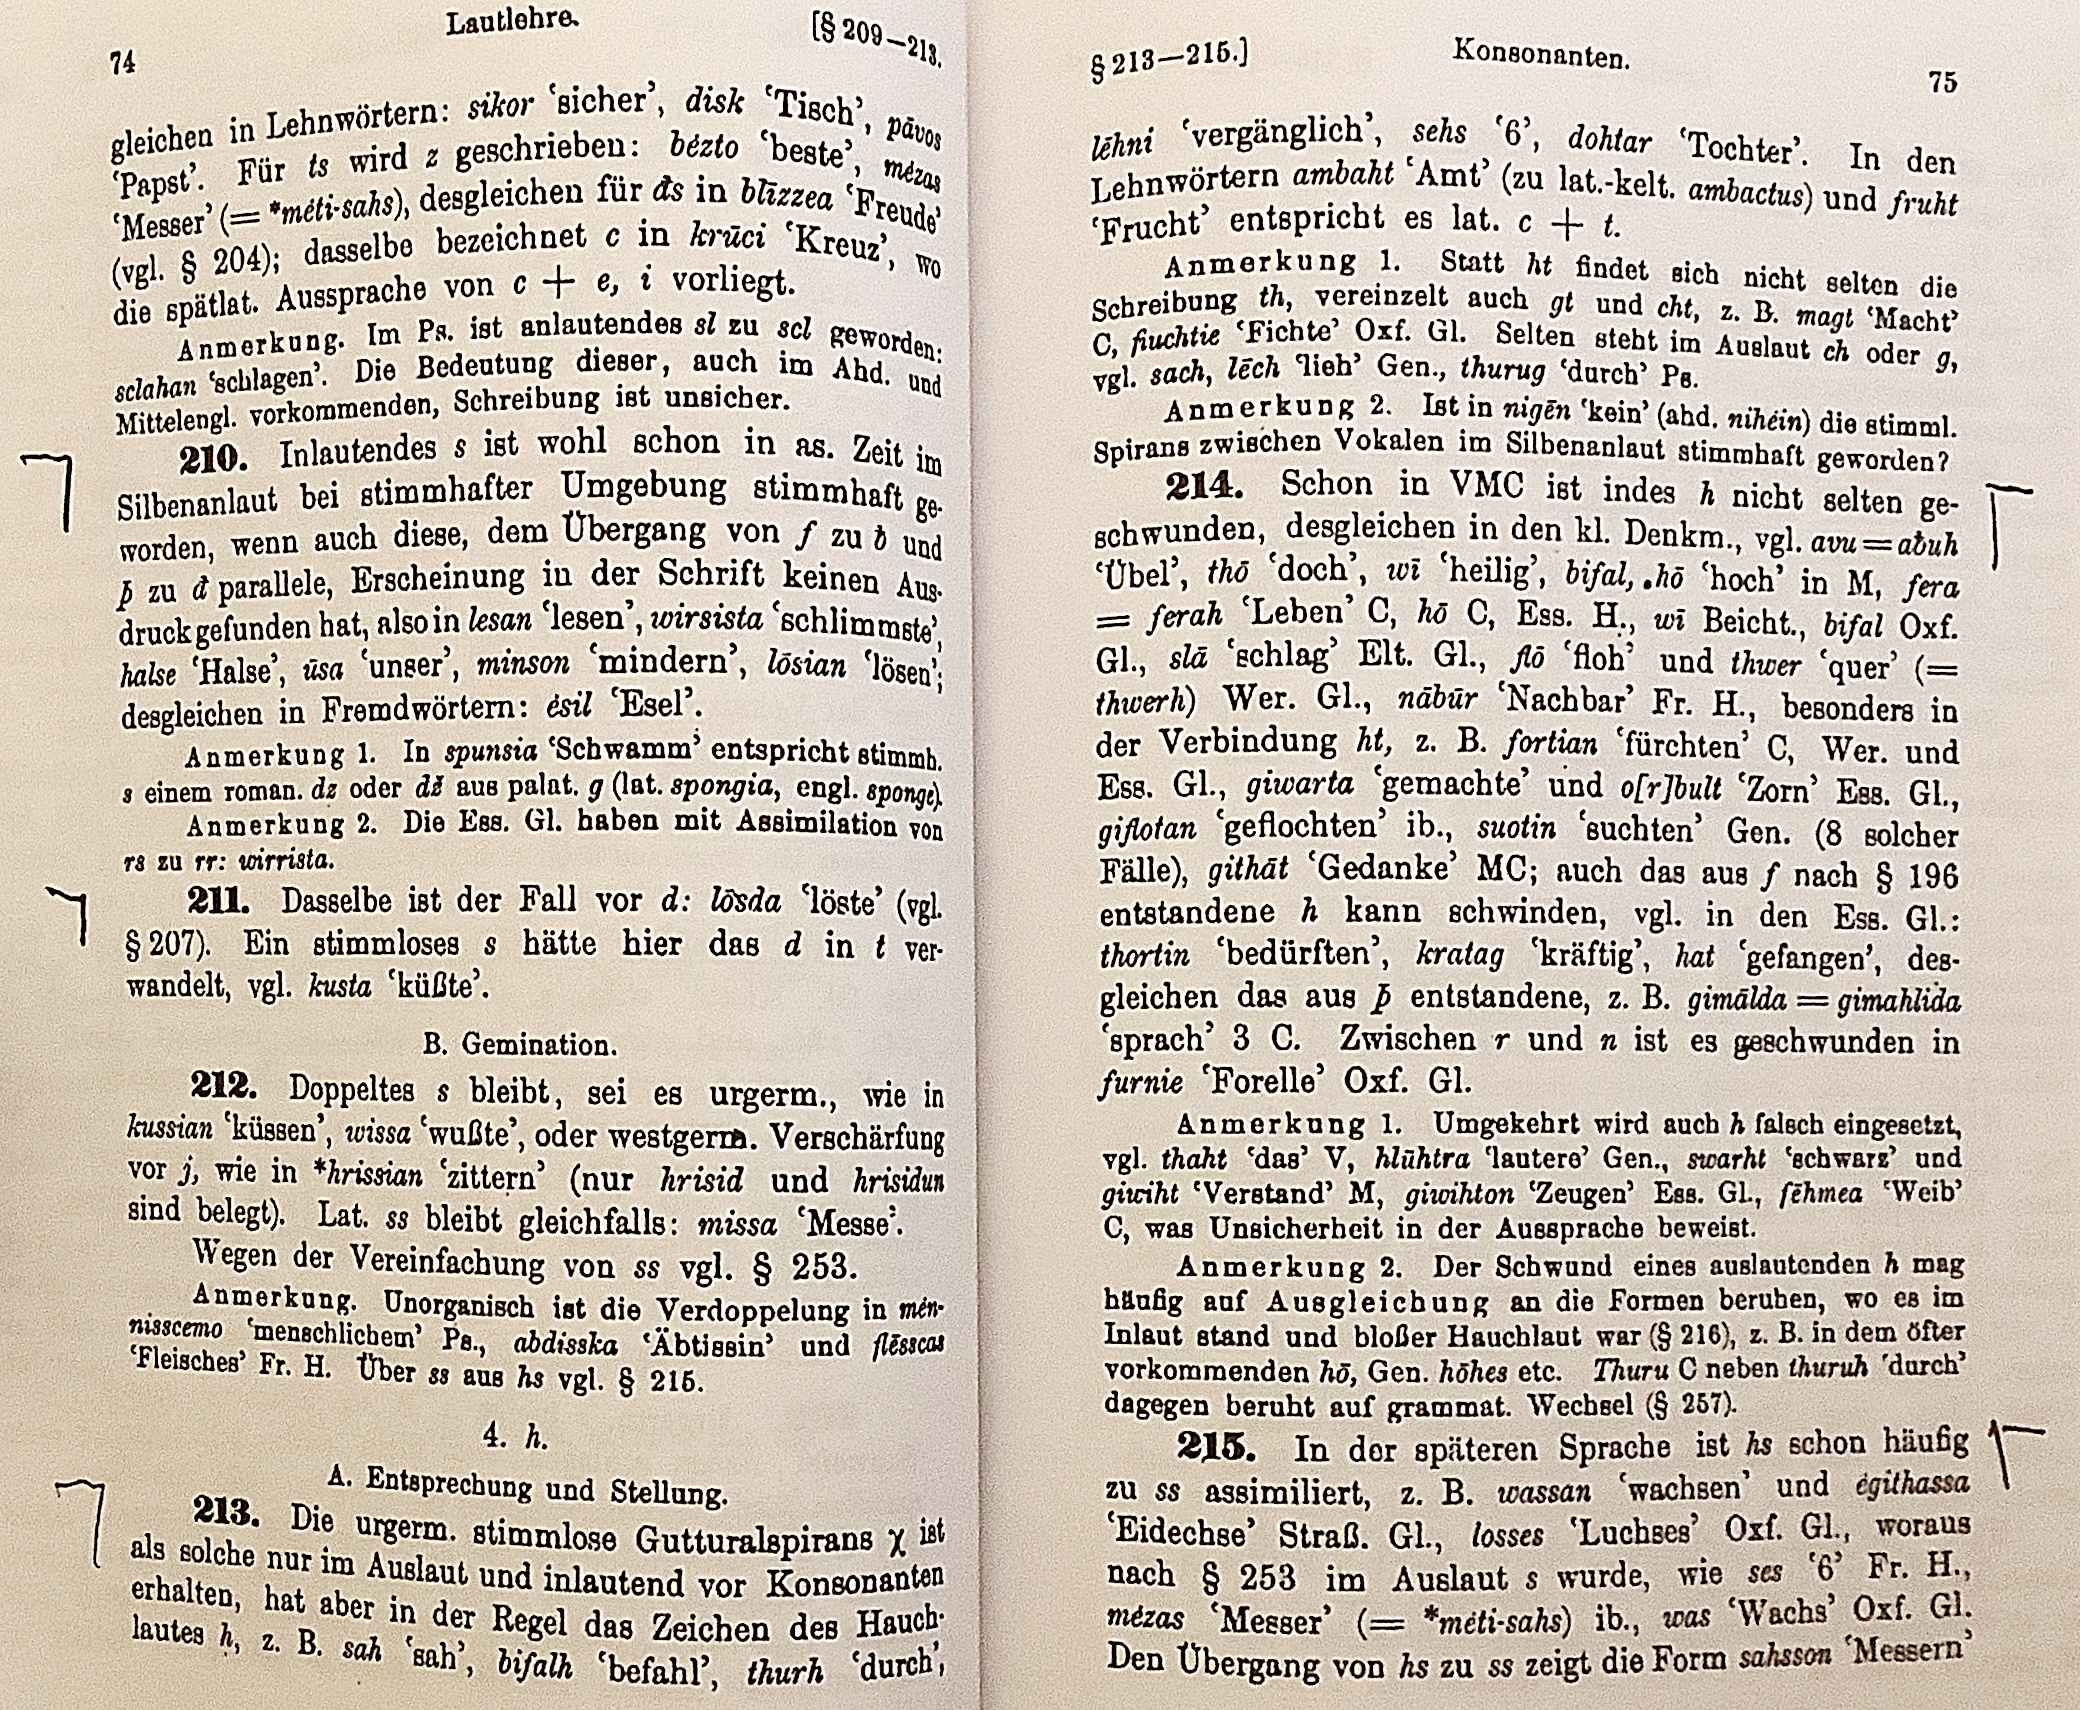 Lautlehre.
[§ 209—213.
74
gleichen in Lehnwörtern: sikor ‘sicher’, disk ‘Tisch’, pāvos
‘Papst’. Für ts wird z geschrieben: bėzto ‘beste’, mėzas
‘Messer’ (= *mėti-sahs), desgleichen für đs in blīzzea ‘Freude’
(vgl. § 204); dasselbe bezeichnet c in krūci ‘Kreuz’, wo
die spätlat. Aussprache von c + e, i vorliegt.
Anmerkung. Im Ps. ist anlautendes sl zu scl geworden:
sclahan ‘schlagen’. Die Bedeutung dieser, auch im Ahd. und
Mittelengl. vorkommenden, Schreibung ist unsicher.
210. Inlautendes s ist wohl schon in as. Zeit im
Silbenanlaut bei stimmhafter Umgebung stimmhaft ge-
worden, wenn auch diese, dem Übergang von f zu ƀ und
þ zu đ parallele, Erscheinung in der Schrift keinen Aus-
druck gefunden hat, also in lesan ‘lesen’, wirsista ‘schlimmste’,
halse ‘Halse’, ūsa ‘unser’, minson ‘mindern’, lōsian ‘lösen’;
desgleichen in Fremdwörtern: ėsil ‘Esel’.
Anmerkung 1. In spunsia ‘Schwamm’ entspricht stimmh.
s einem roman. dz oder dž aus palat. g (lat. spongia, engl. sponge).
Anmerkung 2. Die Ess. Gl. haben mit Assimilation von
rs zu rr: wirrista.
211. Dasselbe ist der Fall vor d: lōsda ‘löste’ (vgl.
§ 207). Ein stimmloses s hätte hier das d in t ver-
wandelt, vgl. kusta ‘küßte’.
B. Gemination.
212. Doppeltes s bleibt, sei es urgerm., wie in
kussian ‘küssen’, wissa ‘wußte’, oder westgerm. Verschärfung
vor j, wie in *hrissian ‘zittern’ (nur hrisid und hrisidun
sind belegt). Lat. ss bleibt gleichfalls: missa ‘Messe’.
Wegen der Vereinfachung von ss vgl. § 253.
Anmerkung. Unorganisch ist die Verdoppelung in mėn-
nisscemo ‘menschlichem’ Ps., abdisska ‘Äbtissin’ und flēsscas
‘Fleisches’ Fr. H. Über ss aus hs vgl. § 215.
4. h.
A. Entsprechung und Stellung.
213. Die urgerm. stimmlose Gutturalspirans χ ist
als solche nur im Auslaut und inlautend vor Konsonanten
erhalten, hat aber in der Regel das Zeichen des Hauch-
lautes h, z. B. sah ‘sah’, bifalh ‘befahl’, thurh ‘durch’,
§ 213—215.]
Konsonanten.
75
lēhni ‘vergänglich’, sehs ‘6’, dohtar ‘Tochter’. In den
Lehnwörtern ambaht ‘Amt’ (zu lat.-kelt. ambactus) und fruht
‘Frucht’ entspricht es lat. c + t.
Anmerkung 1. Statt ht findet sich nicht selten die
Schreibung th, vereinzelt auch gt und cht, z. B. magt ‘Macht’
C, fiuchtie ‘Fichte’ Oxf. Gl. Selten steht im Auslaut ch oder g,
vgl. sach, lēch ‘lieh’ Gen., thurug ‘durch’ Ps.
Anmerkung 2. Ist in nigēn ‘kein’ (ahd. nihėin) die stimml.
Spirans zwischen Vokalen im Silbenanlaut stimmhaft geworden?
214. Schon in VMC ist indes h nicht selten ge-
schwunden, desgleichen in den kl. Denkm., vgl. avu = aƀuh
‘Übel’, thō ‘doch’, wī ‘heilig’, bifal, hō ‘hoch’ in M, fera
= ferah ‘Leben’ C, hō C, Ess. H., wī Beicht., bifal Oxf.
Gl., slā ‘schlag’ Elt. Gl., flō ‘floh’ und thwer ‘quer’ (=
thwerh) Wer. Gl., nābūr ‘Nachbar’ Fr. H., besonders in
der Verbindung ht, z. B. fortian ‘fürchten’ C, Wer. und
Ess. Gl., giwarta ‘gemachte’ und o[r]bult ‘Zorn’ Ess. Gl.,
giflotan ‘geflochten’ ib., suotin ‘suchten’ Gen. (8 solcher
Fälle), githāt ‘Gedanke’ MC; auch das aus f nach § 196
entstandene h kann schwinden, vgl. in den Ess. Gl.:
thortin ‘bedürften’, kratag ‘kräftig’, hat ‘gefangen’, des-
gleichen das aus þ entstandene, z. B. gimālda = gimahlida
‘sprach’ 3 C. Zwischen r und n ist es geschwunden in
furnie ‘Forelle’ Oxf. Gl.
Anmerkung 1. Umgekehrt wird auch h falsch eingesetzt,
vgl. thaht ‘das’ V, hlūhtra ‘lautere’ Gen., swarht ‘schwarz’ und
giwiht ‘Verstand’ M, giwihton ‘Zeugen’ Ess. Gl., fēhmea ‘Weib’
C, was Unsicherheit in der Aussprache beweist.
Anmerkung 2. Der Schwund eines auslautenden h mag
häufig auf Ausgleichung an die Formen beruhen, wo es im
Inlaut stand und bloßer Hauchlaut war (§ 216), z. B. in dem öfter
vorkommenden hō, Gen. hōhes etc. Thuru C neben thuruh ‘durch’
dagegen beruht auf grammat. Wechsel (§ 257).
215. In der späteren Sprache ist hs schon häufig
zu ss assimiliert, z. B. wassan ‘wachsen’ und ėgithassa
‘Eidechse’ Straß. Gl., losses ‘Luchses’ Oxf. Gl., woraus
nach § 253 im Auslaut s wurde, wie ses ‘6’ Fr. H.,
mėzas ‘Messer’ (= *mėti-sahs) ib., was ‘Wachs’ Oxf. Gl.
Den Übergang von hs zu ss zeigt die Form sahsson ‘Messern’